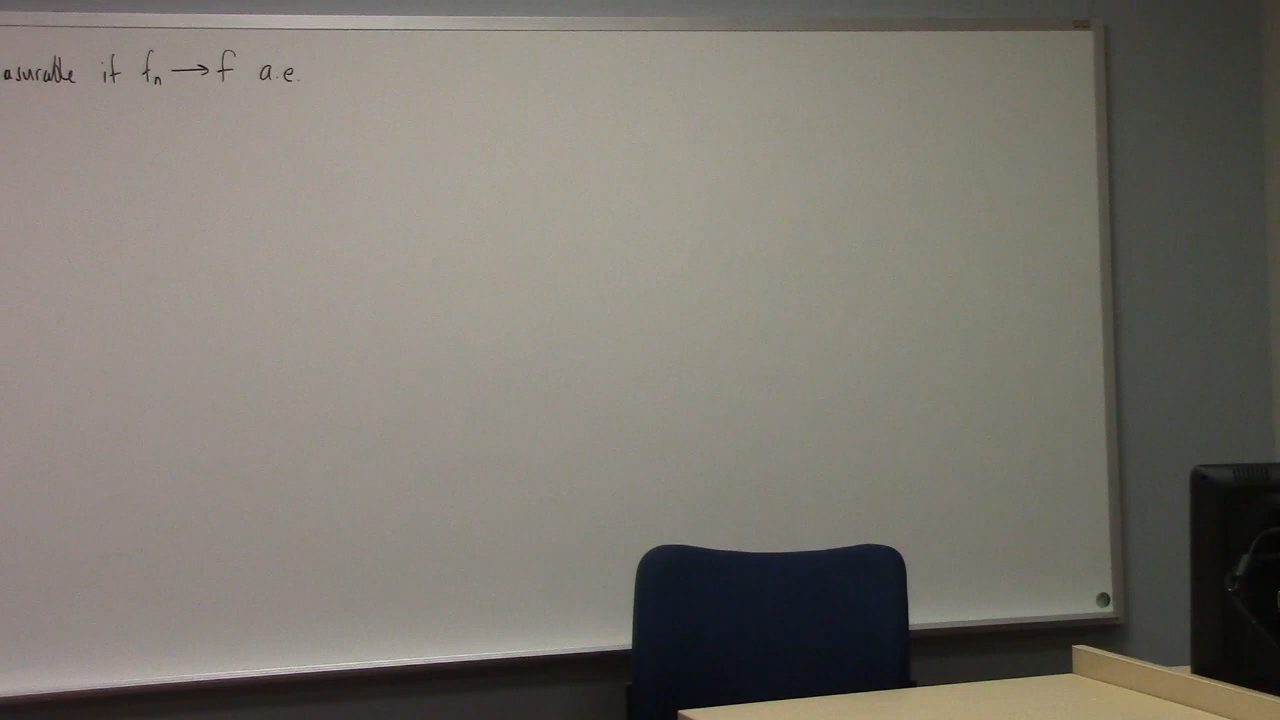 asurable if fn → f a.e.